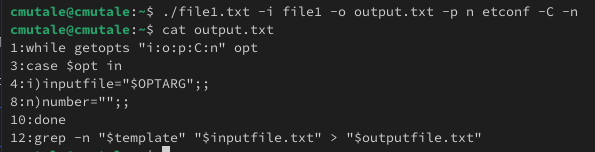 cmutale@cmutale:~$ ./file1.txt -i file1 -o output.txt -p n etconf -C -n
cmutale@cmutale:~$ cat output.txt
1:while getopts "i:o:p:C:n" opt
3:case $opt in
4:i)inputfile="$OPTARG";;
8:n)number="";;
10:done
12:grep -n "$template" "$inputfile.txt" > "$outputfile.txt"